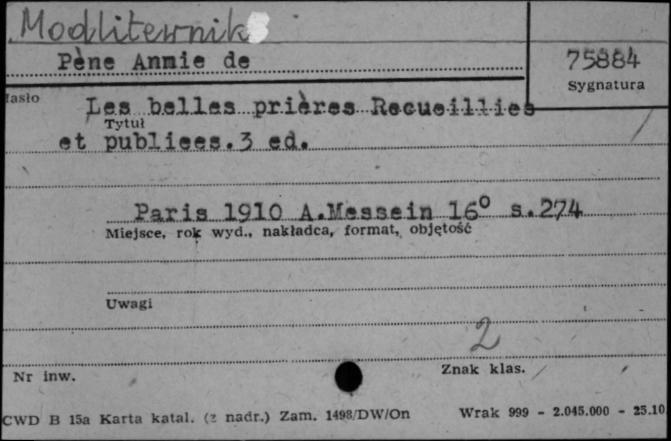 Modlitewnik
Pène Annie de
75884
Sygnatura
Hasło
Les belles prières Recueillies
Tytuł
et publiees. 3 ed.
Paris 1910 A.Messein 16° s.274
Miejsce, rok wyd., nakładca, format, objętość
Uwagi
2
Nr inw.
Znak klas.
CWD B 15a Karta katal. (z nadr.) Zam. 1498/DW/On
Wrak 999 - 2.045.000 - 25.10